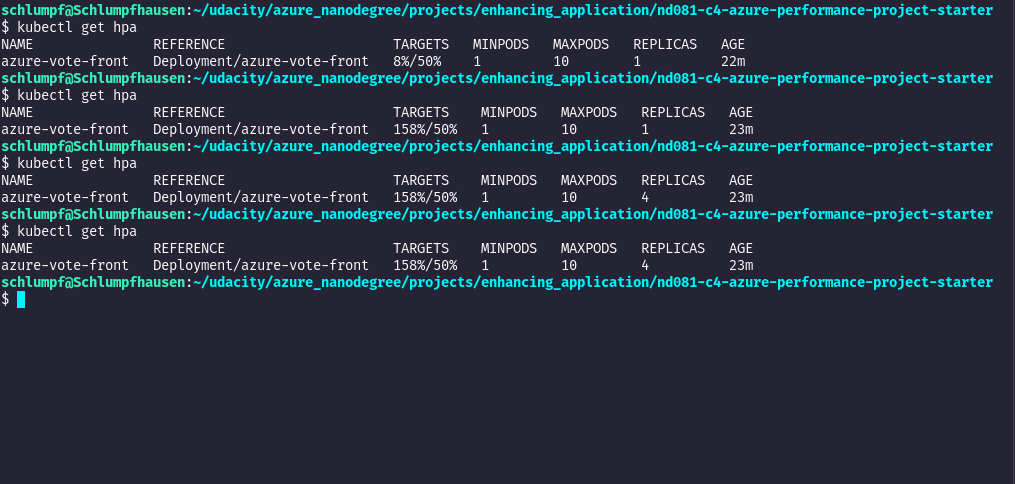 schlumpf@Schlumpfhausen:~/udacity/azure_nanodegree/projects/enhancing_application/nd081-c4-azure-performance-project-starter
$ kubectl get hpa
NAME               REFERENCE                     TARGETS   MINPODS   MAXPODS   REPLICAS   AGE
azure-vote-front   Deployment/azure-vote-front   8%/50%    1         10        1          22m
schlumpf@Schlumpfhausen:~/udacity/azure_nanodegree/projects/enhancing_application/nd081-c4-azure-performance-project-starter
$ kubectl get hpa
NAME               REFERENCE                     TARGETS    MINPODS   MAXPODS   REPLICAS   AGE
azure-vote-front   Deployment/azure-vote-front   158%/50%   1         10        1          23m
schlumpf@Schlumpfhausen:~/udacity/azure_nanodegree/projects/enhancing_application/nd081-c4-azure-performance-project-starter
$ kubectl get hpa
NAME               REFERENCE                     TARGETS    MINPODS   MAXPODS   REPLICAS   AGE
azure-vote-front   Deployment/azure-vote-front   158%/50%   1         10        4          23m
schlumpf@Schlumpfhausen:~/udacity/azure_nanodegree/projects/enhancing_application/nd081-c4-azure-performance-project-starter
$ kubectl get hpa
NAME               REFERENCE                     TARGETS    MINPODS   MAXPODS   REPLICAS   AGE
azure-vote-front   Deployment/azure-vote-front   158%/50%   1         10        4          23m
schlumpf@Schlumpfhausen:~/udacity/azure_nanodegree/projects/enhancing_application/nd081-c4-azure-performance-project-starter
$